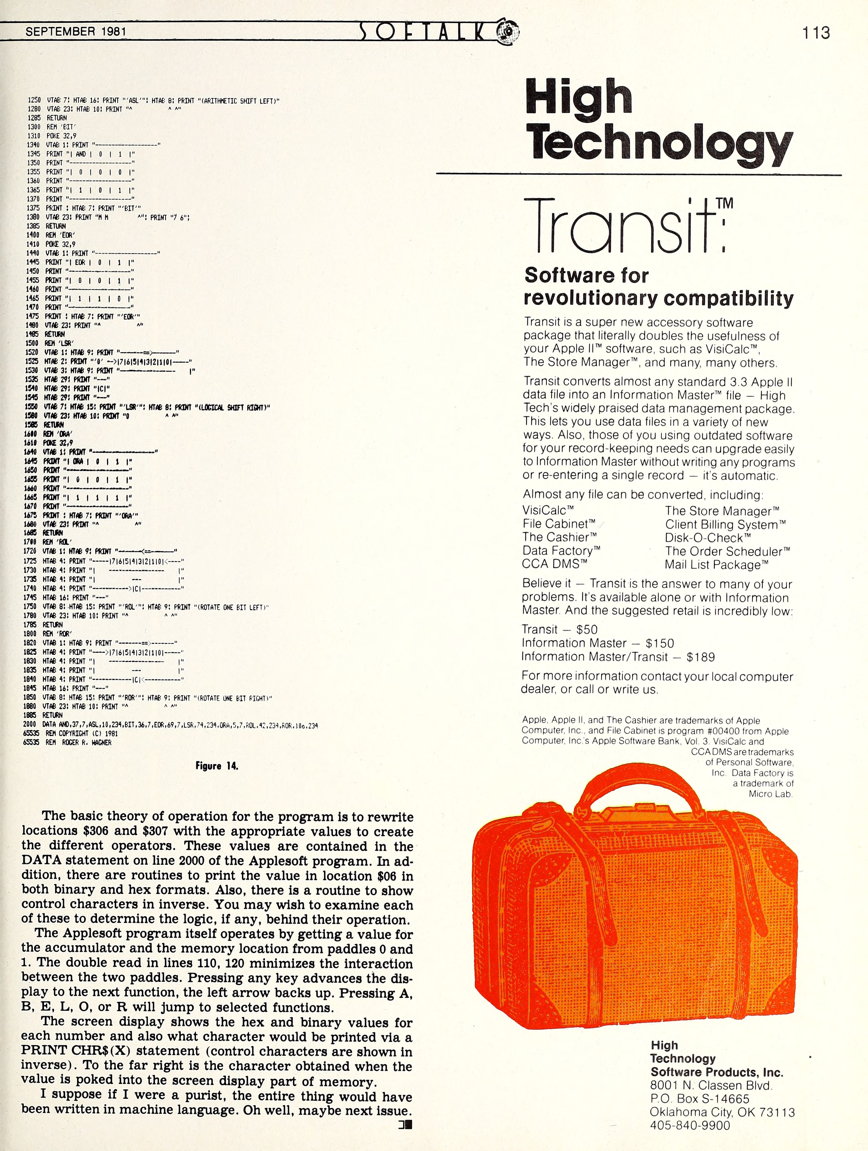 SEPTEMBER 1981
SOFTALK
113
1250 VTAB 7: HTAB 16: PRINT "'ASL'": HTAB 8: PRINT "(ARITHMETIC SHIFT LEFT)"
1280 VTAB 23: HTAB 10: PRINT "^ ^ ^"
1285 RETURN
1300 REM 'BIT'
1310 POKE 32,9
1340 VTAB 1: PRINT "------------------"
1345 PRINT "| AND | 0 | 1 |"
1350 PRINT "------------------"
1355 PRINT "| 0 | 0 | 0 |"
1360 PRINT "------------------"
1365 PRINT "| 1 | 0 | 1 |"
1370 PRINT "------------------"
1375 PRINT : HTAB 7: PRINT "'BIT'"
1380 VTAB 23: PRINT "M M ^": PRINT "7 6";
1385 RETURN
1400 REM 'EOR'
1410 POKE 32,9
1440 VTAB 1: PRINT "------------------"
1445 PRINT "| EOR | 0 | 1 |"
1450 PRINT "------------------"
1455 PRINT "| 0 | 0 | 1 |"
1460 PRINT "------------------"
1465 PRINT "| 1 | 1 | 0 |"
1470 PRINT "------------------"
1475 PRINT : HTAB 7: PRINT "'EOR'"
1480 VTAB 23: PRINT "^ ^"
1485 RETURN
1500 REM 'LSR'
1520 VTAB 1: HTAB 9: PRINT "-------==>-------"
1525 HTAB 2: PRINT "'0' -->|7|6|5|4|3|2|1|0|-----"
1530 VTAB 3: HTAB 9: PRINT "----------------- |"
1535 HTAB 29: PRINT "---"
1540 HTAB 29: PRINT "|C|"
1545 HTAB 29: PRINT "---"
1550 VTAB 7: HTAB 15: PRINT "'LSR'": HTAB 8: PRINT "(LOGICAL SHIFT RIGHT)"
1580 VTAB 23: HTAB 10: PRINT "0 ^ ^"
1585 RETURN
1600 REM 'ORA'
1610 POKE 32,9
1640 VTAB 1: PRINT "------------------"
1645 PRINT "| ORA | 0 | 1 |"
1650 PRINT "------------------"
1655 PRINT "| 0 | 0 | 1 |"
1660 PRINT "------------------"
1665 PRINT "| 1 | 1 | 1 |"
1670 PRINT "------------------"
1675 PRINT : HTAB 7: PRINT "'ORA'"
1680 VTAB 23: PRINT "^ ^"
1685 RETURN
1700 REM 'ROL'
1720 VTAB 1: HTAB 9: PRINT "-------<==-------"
1725 HTAB 4: PRINT "-----|7|6|5|4|3|2|1|0|<----"
1730 HTAB 4: PRINT "| ----------------- |"
1735 HTAB 4: PRINT "| --- |"
1740 HTAB 4: PRINT "----------->|C|------------"
1745 HTAB 16: PRINT "---"
1750 VTAB 8: HTAB 15: PRINT "'ROL'": HTAB 9: PRINT "(ROTATE ONE BIT LEFT)"
1780 VTAB 23: HTAB 10: PRINT "^ ^ ^"
1785 RETURN
1800 REM 'ROR'
1820 VTAB 1: HTAB 9: PRINT "-------==>-------"
1825 HTAB 4: PRINT "---->|7|6|5|4|3|2|1|0|-----"
1830 HTAB 4: PRINT "| ----------------- |"
1835 HTAB 4: PRINT "| --- |"
1840 HTAB 4: PRINT "------------|C|<-----------"
1845 HTAB 16: PRINT "---"
1850 VTAB 8: HTAB 15: PRINT "'ROR'": HTAB 9: PRINT "(ROTATE ONE BIT RIGHT)"
1880 VTAB 23: HTAB 10: PRINT "^ ^ ^"
1885 RETURN
2000 DATA AND,37,7,ASL,10,234,BIT,36,7,EOR,69,7,LSR,74,234,ORA,5,7,ROL,42,234,ROR,106,234
65535 REM COPYRIGHT (C) 1981
65535 REM ROGER R. WAGNER
Figure 14.
The basic theory of operation for the program is to rewrite
locations $306 and $307 with the appropriate values to create
the different operators. These values are contained in the
DATA statement on line 2000 of the Applesoft program. In ad-
dition, there are routines to print the value in location $06 in
both binary and hex formats. Also, there is a routine to show
control characters in inverse. You may wish to examine each
of these to determine the logic, if any, behind their operation.
The Applesoft program itself operates by getting a value for
the accumulator and the memory location from paddles 0 and
1. The double read in lines 110, 120 minimizes the interaction
between the two paddles. Pressing any key advances the dis-
play to the next function, the left arrow backs up. Pressing A,
B, E, L, O, or R will jump to selected functions.
The screen display shows the hex and binary values for
each number and also what character would be printed via a
PRINT CHR$(X) statement (control characters are shown in
inverse). To the far right is the character obtained when the
value is poked into the screen display part of memory.
I suppose if I were a purist, the entire thing would have
been written in machine language. Oh well, maybe next issue.
High
Technology
Transit:™
Software for
revolutionary compatibility
Transit is a super new accessory software
package that literally doubles the usefulness of
your Apple II™ software, such as VisiCalc™,
The Store Manager™, and many, many others.
Transit converts almost any standard 3.3 Apple II
data file into an Information Master™ file — High
Tech's widely praised data management package.
This lets you use data files in a variety of new
ways. Also, those of you using outdated software
for your record-keeping needs can upgrade easily
to Information Master without writing any programs
or re-entering a single record — it's automatic.
Almost any file can be converted, including:
VisiCalc™
File Cabinet™
The Cashier™
Data Factory™
CCA DMS™
The Store Manager™
Client Billing System™
Disk-O-Check™
The Order Scheduler™
Mail List Package™
Believe it — Transit is the answer to many of your
problems. It's available alone or with Information
Master. And the suggested retail is incredibly low:
Transit — $50
Information Master — $150
Information Master/Transit — $189
For more information contact your local computer
dealer, or call or write us.
Apple, Apple II, and The Cashier are trademarks of Apple
Computer, Inc., and File Cabinet is program #00400 from Apple
Computer, Inc.'s Apple Software Bank, Vol. 3. VisiCalc and
CCA DMS are trademarks
of Personal Software,
Inc. Data Factory is
a trademark of
Micro Lab.
High
Technology
Software Products, Inc.
8001 N. Classen Blvd.
P.O. Box S-14665
Oklahoma City, OK 73113
405-840-9900